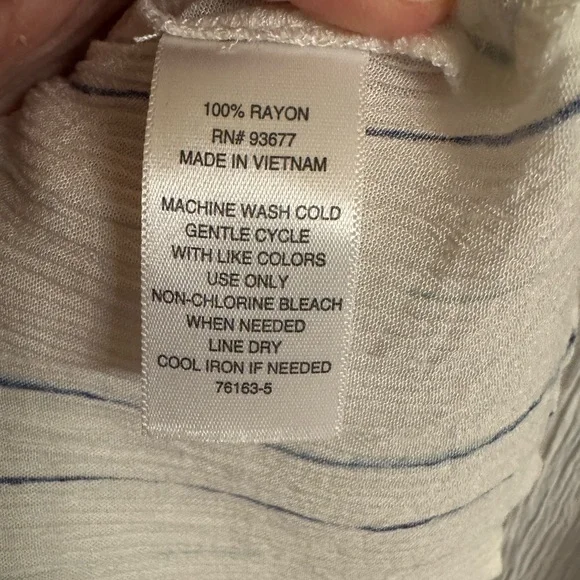 100% RAYON
RN# 93677
MADE IN VIETNAM
MACHINE WASH COLD
GENTLE CYCLE
WITH LIKE COLORS
USE ONLY
NON-CHLORINE BLEACH
WHEN NEEDED
LINE DRY
COOL IRON IF NEEDED
76163-5